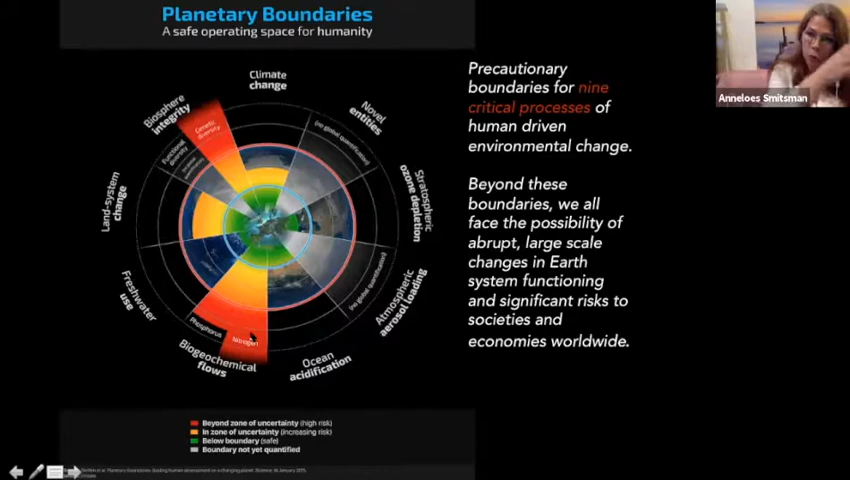 Planetary Boundaries
A safe operating space for humanity
Climate
change
Novel
entities
(no global quantification)
Stratospheric
ozone depletion
Atmospheric
aerosol loading
(no global quantification)
Ocean
acidification
Biogeochemical
flows
Phosphorus
Nitrogen
Freshwater
use
Land-system
change
Biosphere
integrity
Genetic
diversity
Functional
diversity
Beyond zone of uncertainty (high risk)
In zone of uncertainty (increasing risk)
Below boundary (safe)
Boundary not yet quantified
Precautionary
boundaries for nine
critical processes of
human driven
environmental change.
Beyond these
boundaries, we all
face the possibility of
abrupt, large scale
changes in Earth
system functioning
and significant risks to
societies and
economies worldwide.
Anneloes Smitsman